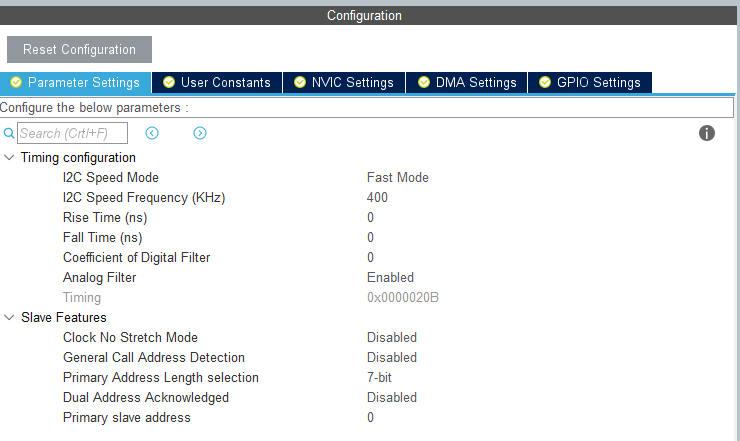 Configuration
Reset Configuration
Parameter Settings User Constants NVIC Settings DMA Settings GPIO Settings
Configure the below parameters :
Search (Crtl+F)
Timing configuration
I2C Speed Mode Fast Mode
I2C Speed Frequency (KHz) 400
Rise Time (ns) 0
Fall Time (ns) 0
Coefficient of Digital Filter 0
Analog Filter Enabled
Timing 0x0000020B
Slave Features
Clock No Stretch Mode Disabled
General Call Address Detection Disabled
Primary Address Length selection 7-bit
Dual Address Acknowledged Disabled
Primary slave address 0